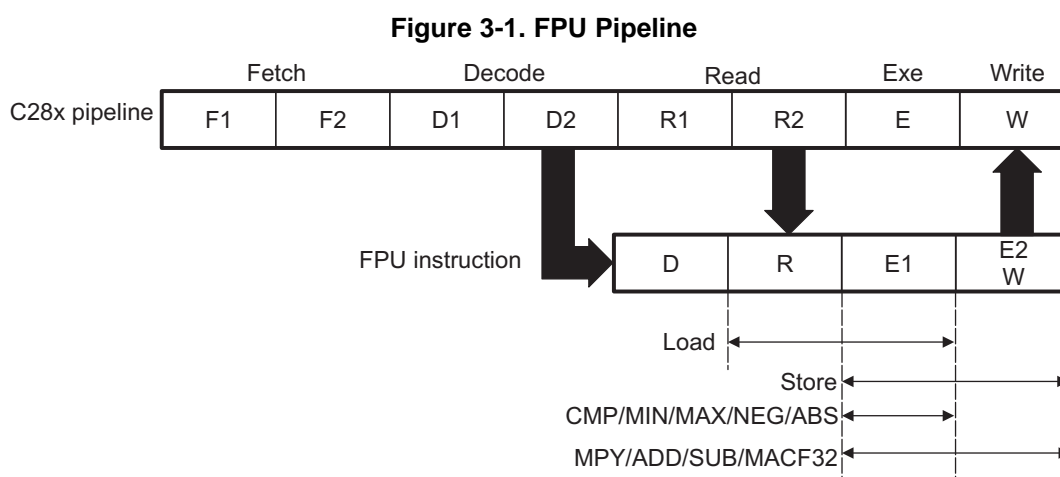 Figure 3-1. FPU Pipeline
Fetch Decode Read Exe Write
C28x pipeline F1 F2 D1 D2 R1 R2 E W
FPU instruction D R E1 E2
W
Load
Store
CMP/MIN/MAX/NEG/ABS
MPY/ADD/SUB/MACF32